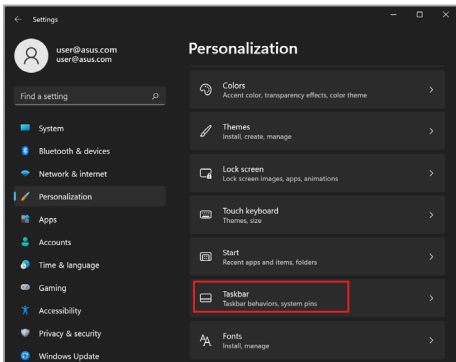 Settings
user@asus.com
user@asus.com
Find a setting
System
Bluetooth & devices
Network & internet
Personalization
Apps
Accounts
Time & language
Gaming
Accessibility
Privacy & security
Windows Update
Personalization
Colors
Accent color, transparency effects, color theme
Themes
Install, create, manage
Lock screen
Lock screen images, apps, animations
Touch keyboard
Themes, size
Start
Recent apps and items, folders
Taskbar
Taskbar behaviors, system pins
Fonts
Install, manage